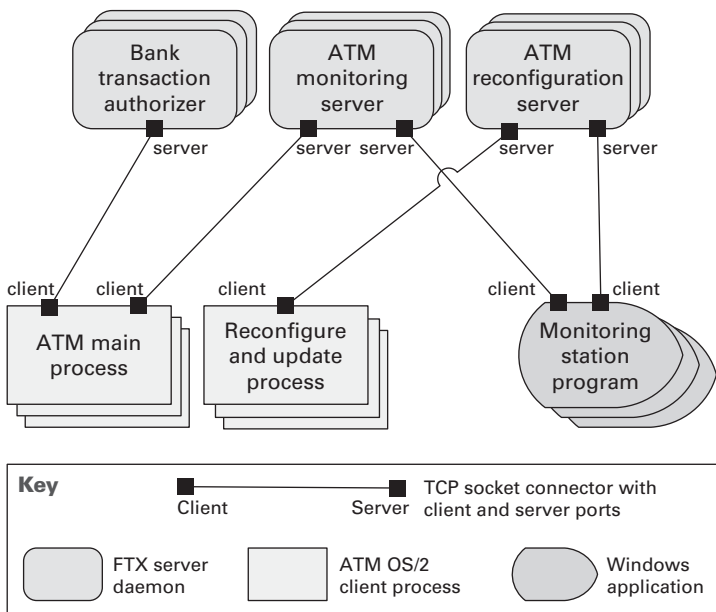 Bank
transaction
authorizer
ATM
monitoring
server
ATM
reconfiguration
server
server
server
server
server
server
client
client
client
client
client
ATM main
process
Reconfigure
and update
process
Monitoring
station
program
Key
Client
Server
TCP socket connector with
client and server ports
FTX server
daemon
ATM OS/2
client process
Windows
application